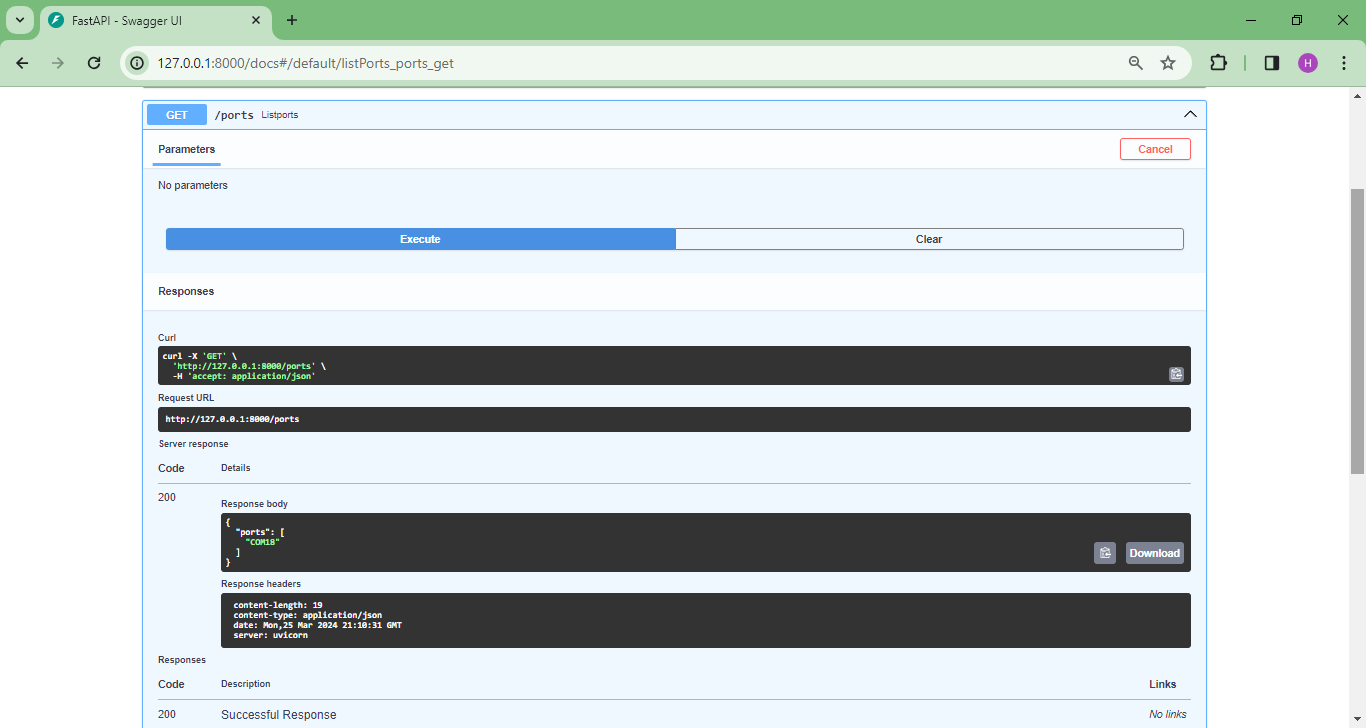 FastAPI - Swagger UI
127.0.0.1:8000/docs#/default/listPorts_ports_get
H
GET /ports Listports
Parameters Cancel
No parameters
Execute Clear
Responses
Curl
curl -X 'GET' \
'http://127.0.0.1:8000/ports' \
-H 'accept: application/json'
Request URL
http://127.0.0.1:8000/ports
Server response
Code Details
200
Response body
{
"ports": [
"COM18"
]
}
Download
Response headers
content-length: 19
content-type: application/json
date: Mon,25 Mar 2024 21:10:31 GMT
server: uvicorn
Responses
Code Description Links
200 Successful Response No links